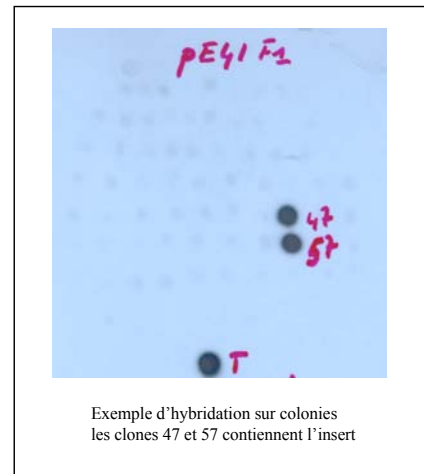 pE41 F1
47
57
T
Exemple d’hybridation sur colonies
les clones 47 et 57 contiennent l’insert